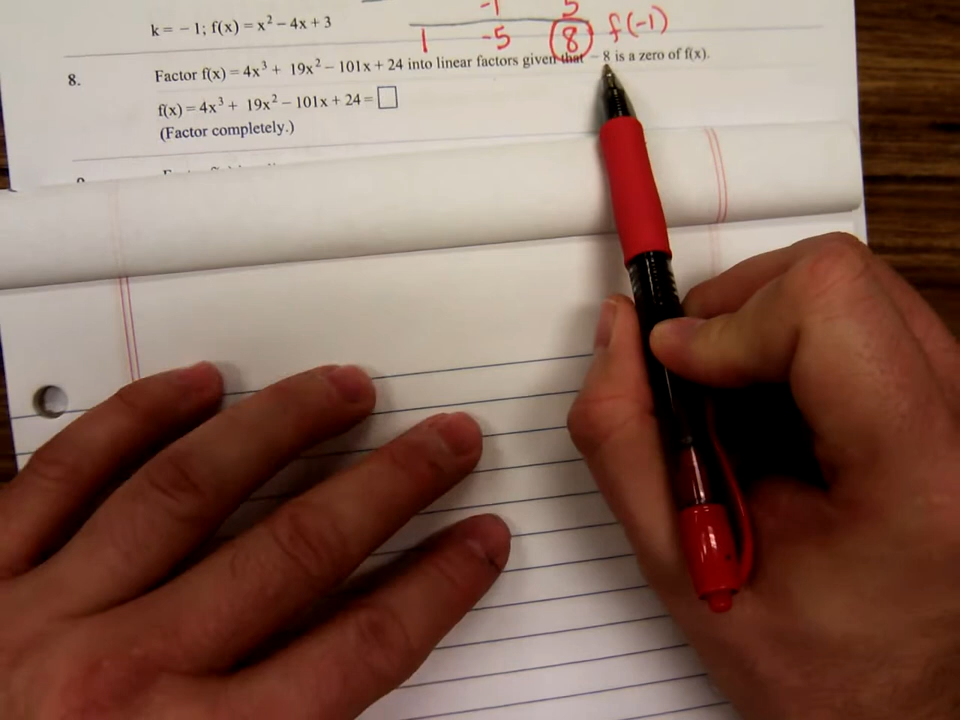 -1 5
k = − 1; f(x) = x² − 4x + 3
1 -5 8 f(-1)
8. Factor f(x) = 4x³ + 19x² − 101x + 24 into linear factors given that − 8 is a zero of f(x).
f(x) = 4x³ + 19x² − 101x + 24 = □
(Factor completely.)